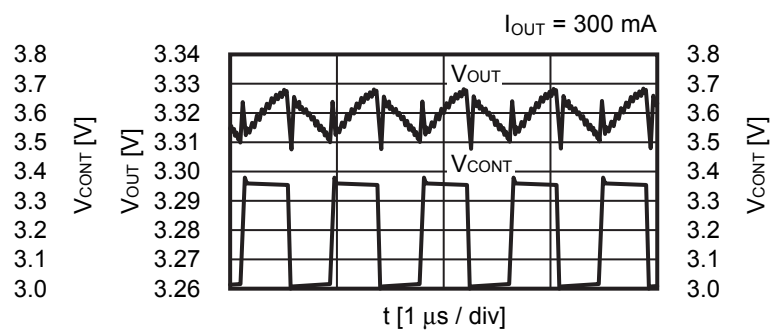 IOUT = 300 mA
3.8 3.34 3.8
3.7 3.33 VOUT 3.7
3.6 3.32 3.6
3.5 3.31 3.5
3.4 3.30 VCONT 3.4
3.3 3.29 3.3
3.2 3.28 3.2
3.1 3.27 3.1
3.0 3.26 3.0
VCONT [V]
VOUT [V]
VCONT [V]
t [1 μs / div]